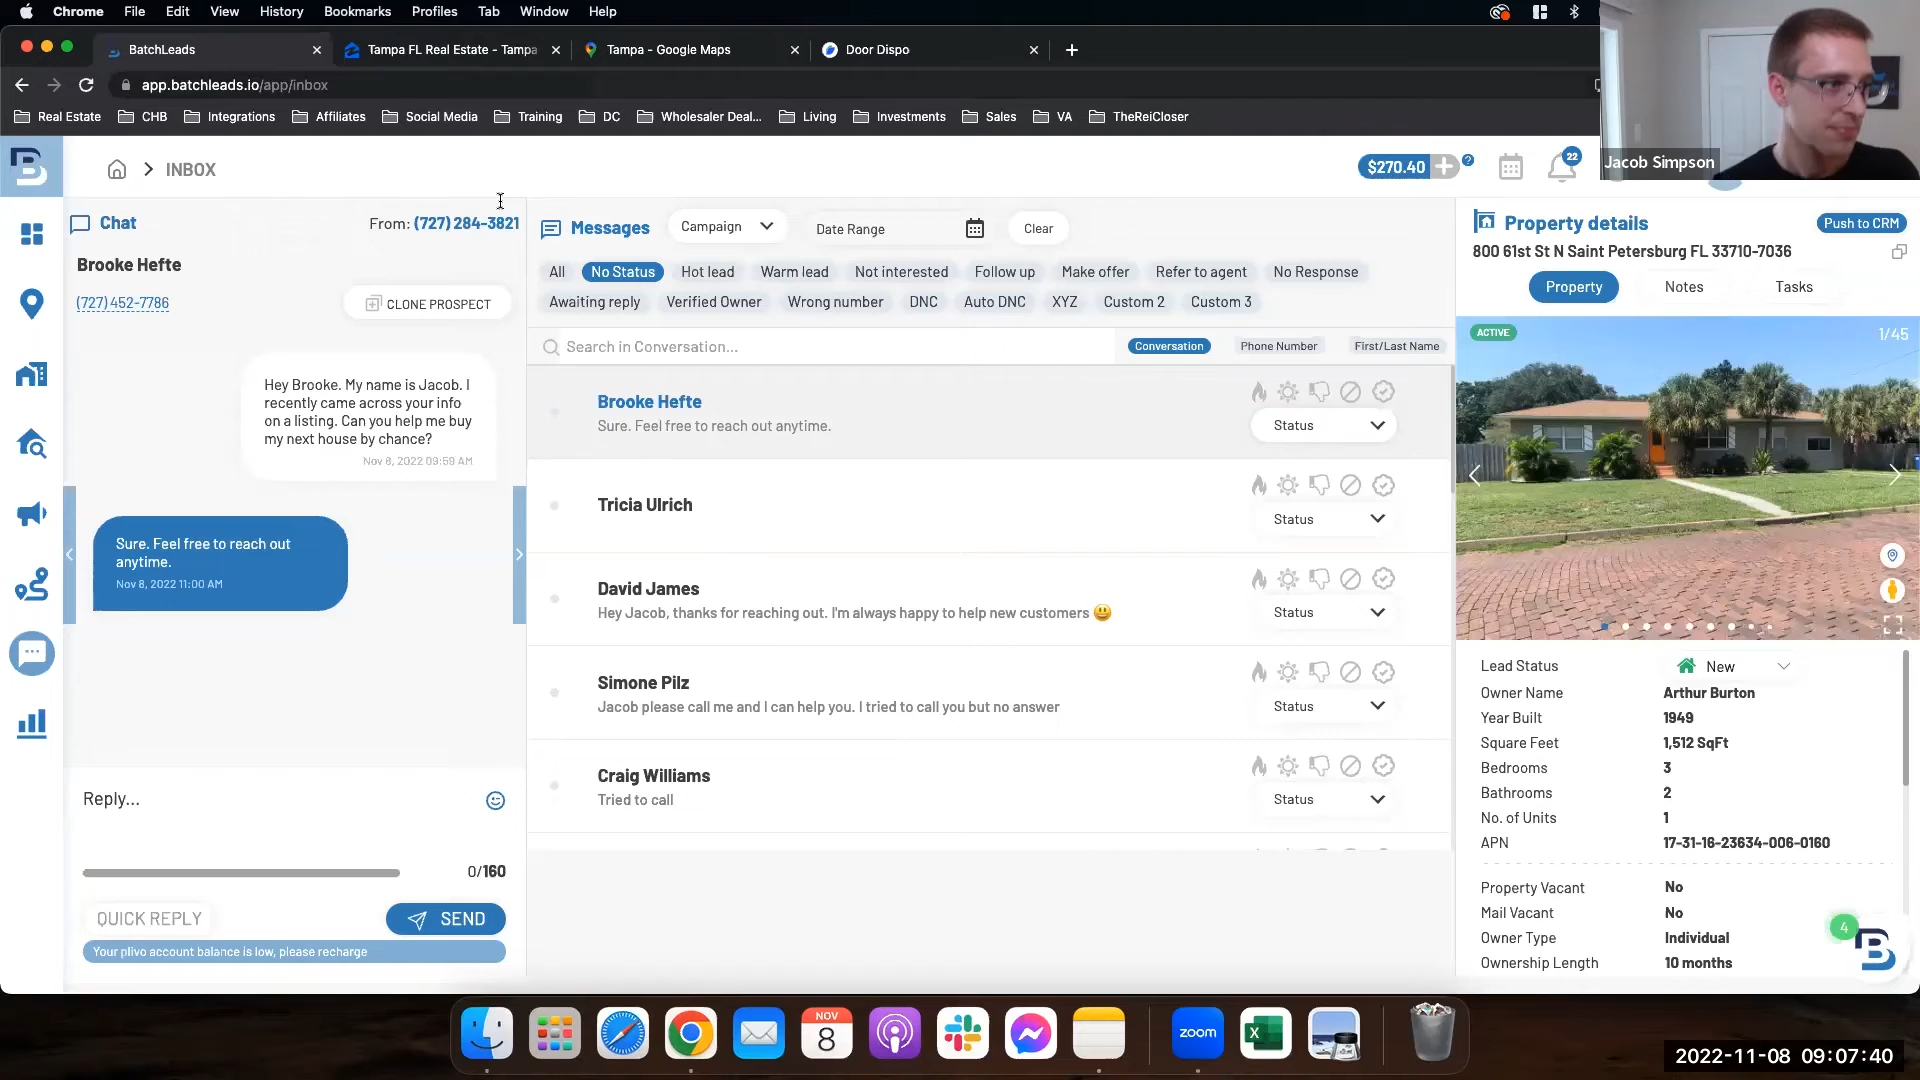 Chrome File Edit View History Bookmarks Profiles Tab Window Help
BatchLeads
Tampa FL Real Estate - Tampa
Tampa - Google Maps
Door Dispo
app.batchleads.io/app/inbox
Real Estate CHB Integrations Affiliates Social Media Training DC Wholesaler Deal... Living Investments Sales VA TheReiCloser
Jacob Simpson
INBOX
$270.40
?
22
Chat
From: (727) 284-3821
Brooke Hefte
(727) 452-7786
CLONE PROSPECT
Hey Brooke. My name is Jacob. I
recently came across your info
on a listing. Can you help me buy
my next house by chance?
Nov 8, 2022 09:59 AM
Sure. Feel free to reach out
anytime.
Nov 8, 2022 11:00 AM
Reply...
0/160
QUICK REPLY
SEND
Your plivo account balance is low, please recharge
Messages
Campaign
Date Range
Clear
All No Status Hot lead Warm lead Not interested Follow up Make offer Refer to agent No Response
Awaiting reply Verified Owner Wrong number DNC Auto DNC XYZ Custom 2 Custom 3
Search in Conversation...
Conversation Phone Number First/Last Name
Brooke Hefte
Sure. Feel free to reach out anytime.
Status
Tricia Ulrich
Status
David James
Hey Jacob, thanks for reaching out. I'm always happy to help new customers 😃
Status
Simone Pilz
Jacob please call me and I can help you. I tried to call you but no answer
Status
Craig Williams
Tried to call
Status
Property details
Push to CRM
800 61st St N Saint Petersburg FL 33710-7036
Property Notes Tasks
ACTIVE
1/45
Lead Status New
Owner Name Arthur Burton
Year Built 1949
Square Feet 1,512 SqFt
Bedrooms 3
Bathrooms 2
No. of Units 1
APN 17-31-16-23634-006-0160
Property Vacant No
Mail Vacant No
Owner Type Individual
Ownership Length 10 months
4
NOV
8
zoom
X
2022-11-08 09:07:40